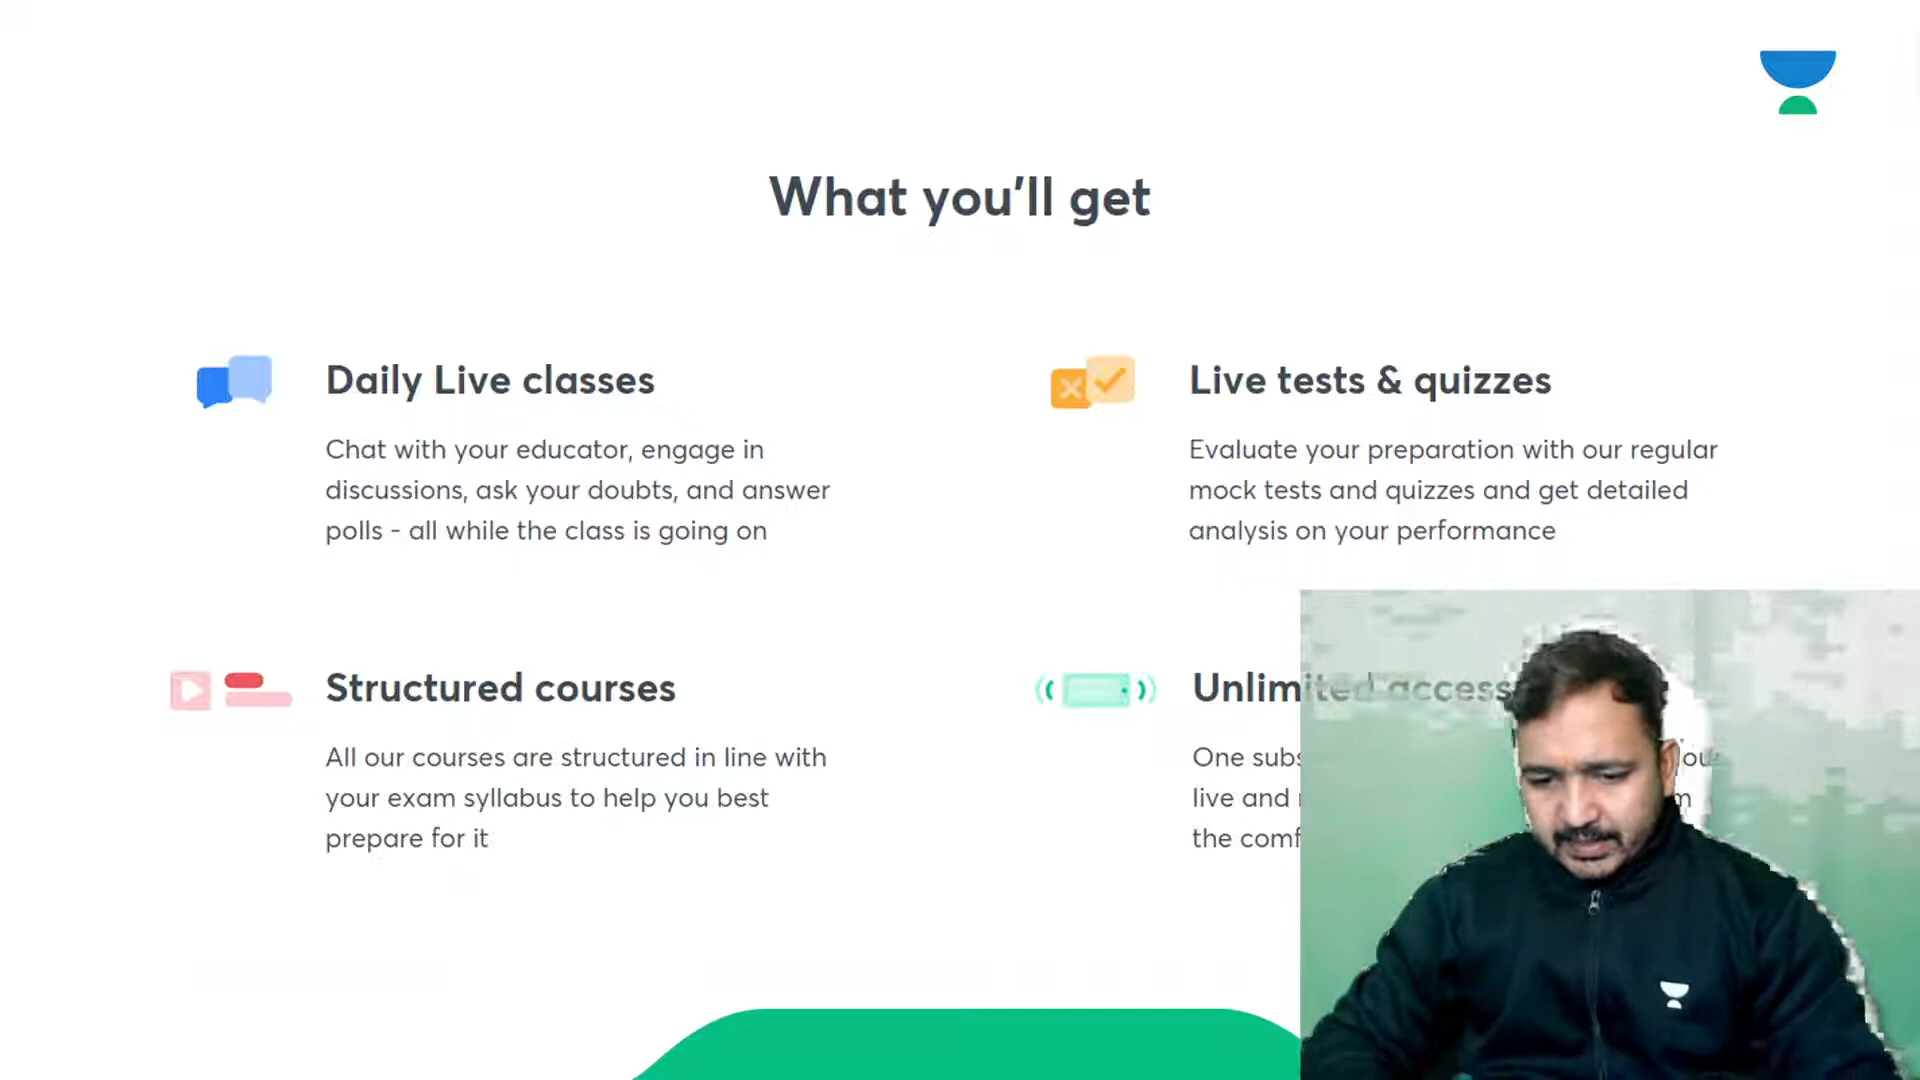 What you'll get
Daily Live classes
Chat with your educator, engage in
discussions, ask your doubts, and answer
polls - all while the class is going on
Live tests & quizzes
Evaluate your preparation with our regular
mock tests and quizzes and get detailed
analysis on your performance
Structured courses
All our courses are structured in line with
your exam syllabus to help you best
prepare for it
Unlimited access
One
live and
the